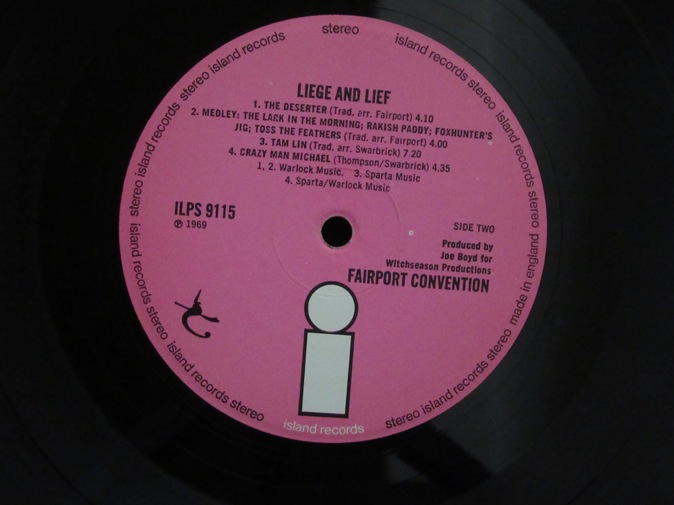 stereo island records stereo island records stereo island records stereo island records stereo island records stereo made in england
LIEGE AND LIEF
1. THE DESERTER (Trad. arr. Fairport) 4.10
2. MEDLEY: THE LARK IN THE MORNING; RAKISH PADDY; FOXHUNTER'S
JIG; TOSS THE FEATHERS (Trad. arr. Fairport) 4.00
3. TAM LIN (Trad. arr. Swarbrick) 7.20
4. CRAZY MAN MICHAEL (Thompson/Swarbrick) 4.35
1, 2. Warlock Music. 3. Sparta Music
4. Sparta/Warlock Music
ILPS 9115
℗ 1969
SIDE TWO
Produced by
Joe Boyd for
Witchseason Productions
FAIRPORT CONVENTION
i
island records